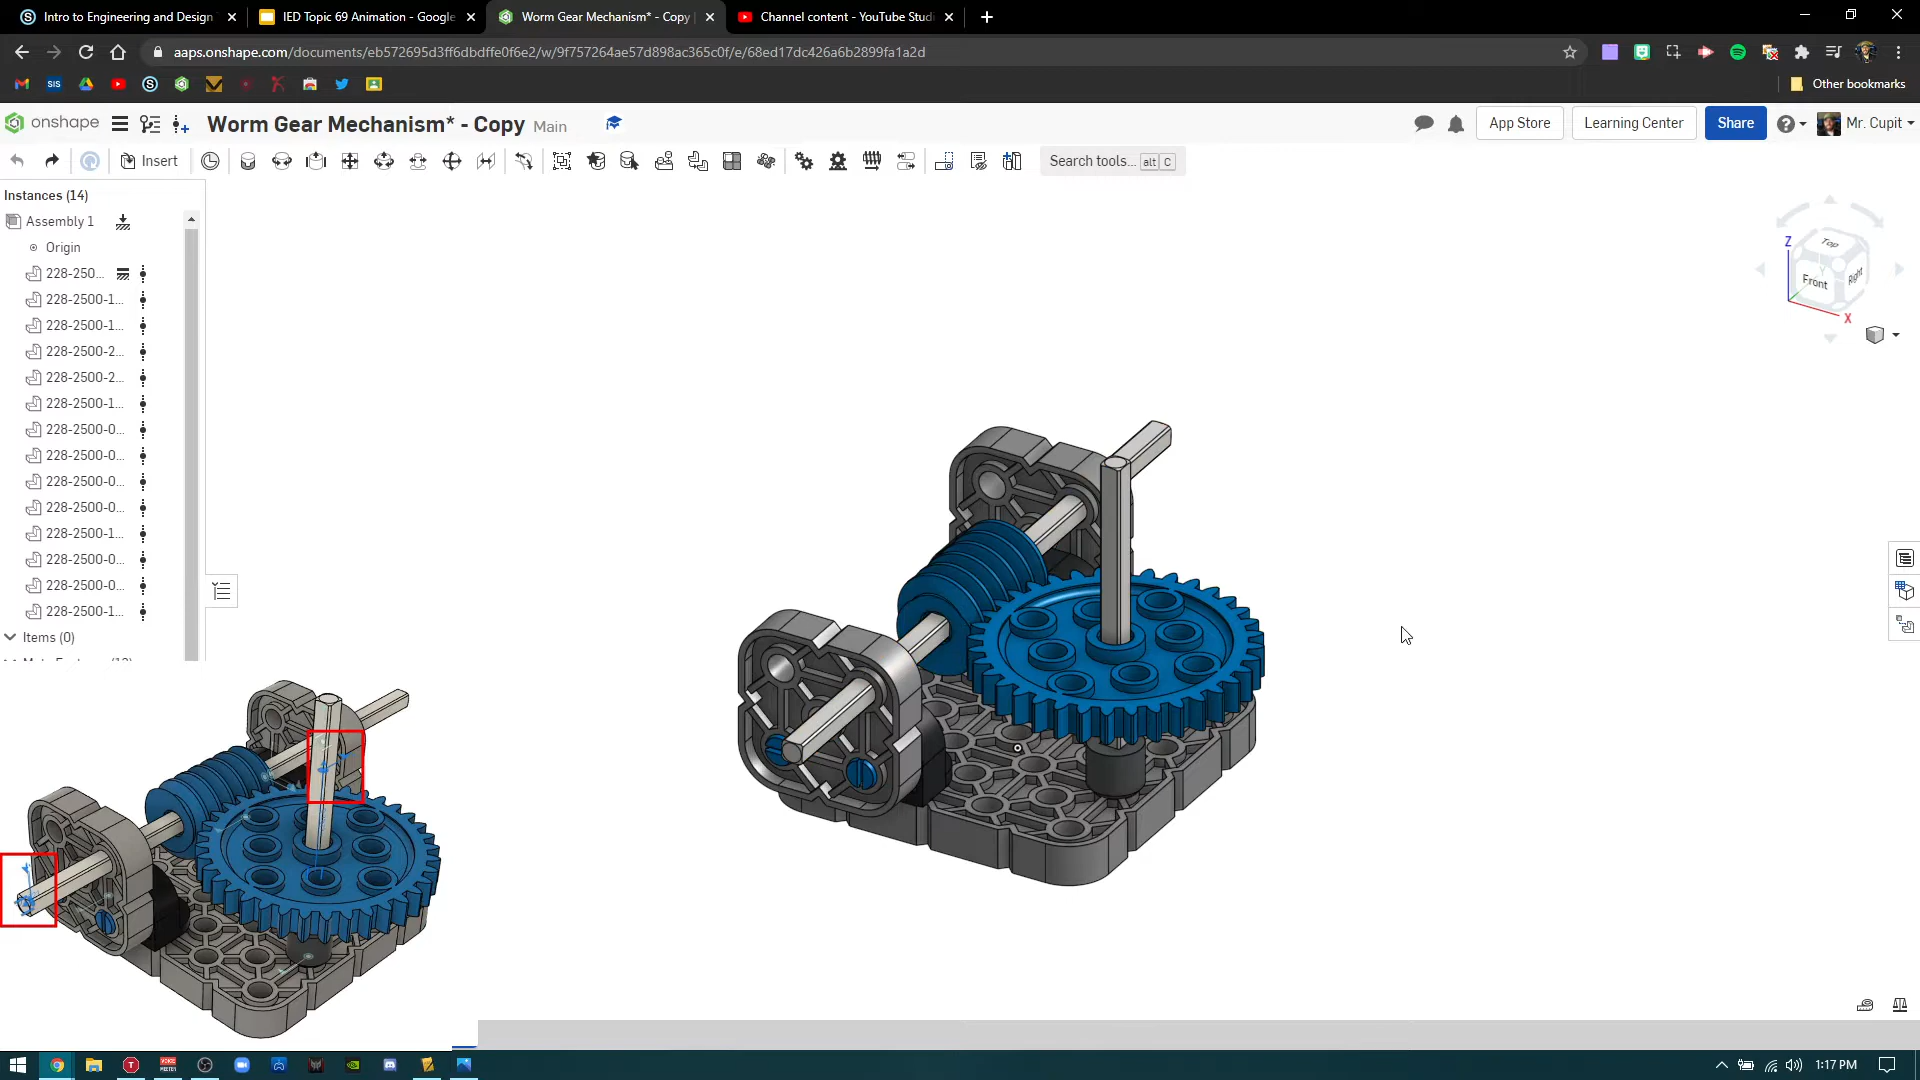 Intro to Engineering and Design
IED Topic 69 Animation - Google
Worm Gear Mechanism* - Copy
Channel content - YouTube Studi
aaps.onshape.com/documents/eb572695d3ff6dbdffe0f6e2/w/9f757264ae57d898ac365c0f/e/68ed17dc426a6b2899fa1a2d
SIS
Other bookmarks
onshape
Worm Gear Mechanism* - Copy Main
App Store
Learning Center
Share
Mr. Cupit
Insert
Search tools... alt C
Instances (14)
Assembly 1
Origin
228-250...
228-2500-1...
228-2500-1...
228-2500-2...
228-2500-2...
228-2500-1...
228-2500-0...
228-2500-0...
228-2500-0...
228-2500-0...
228-2500-1...
228-2500-0...
228-2500-0...
228-2500-1...
Items (0)
Z
Top
Front
Right
X
1:17 PM